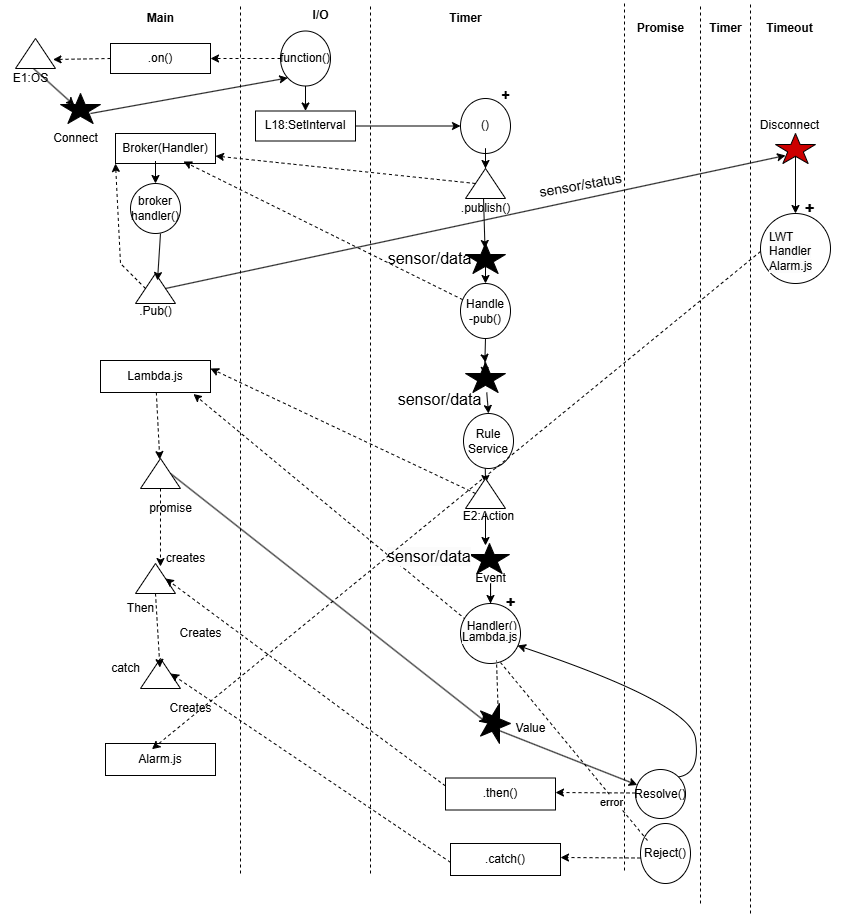 Main
I/O
Timer
Promise
Timer
Timeout
.on()
function()
E1:OS
Connect
L18:SetInterval
()
Disconnect
Broker(Handler)
broker
handler()
.publish()
sensor/status
LWT
Handler
Alarm.js
sensor/data
.Pub()
Handle
-pub()
Lambda.js
sensor/data
Rule
Service
promise
E2:Action
creates
sensor/data
Event
Then
Creates
Handler()
Lambda.js
catch
Creates
Value
Alarm.js
.then()
error
Resolve()
.catch()
Reject()